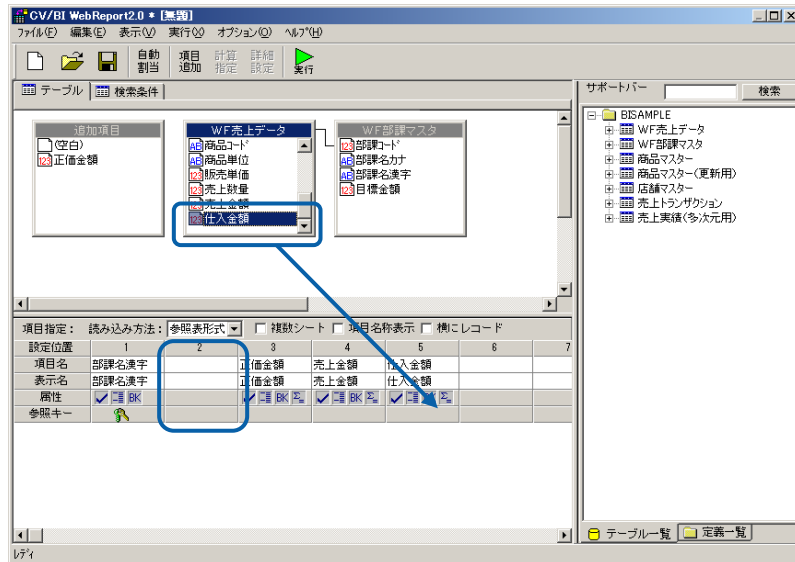 CV/BI WebReport2.0 * [無題]
ファイル(F) 編集(E) 表示(V) 実行(X) オプション(O) ヘルプ(H)
自動割当 項目追加 計算指定 詳細設定 実行
テーブル 検索条件
追加項目
(空白)
123 正価金額
WF売上データ
AB 商品コード
AB 商品単位
123 販売単価
123 売上数量
123 売上金額
123 仕入金額
WF部課マスタ
123 部課コード
AB 部課名カナ
AB 部課名漢字
123 目標金額
項目指定： 読み込み方法： 参照表形式 複数シート 項目名称表示 横にレコード
設定位置 1 2 3 4 5 6 7
項目名 部課名漢字 正価金額 売上金額 仕入金額
表示名 部課名漢字 正価金額 売上金額 仕入金額
属性 BK BK Σ BK Σ Σ
参照キー
サポートバー 検索
BISAMPLE
WF売上データ
WF部課マスタ
商品マスター
商品マスター(更新用)
店舗マスター
売上トランザクション
売上実績(多次元用)
テーブル一覧 定義一覧
レディ